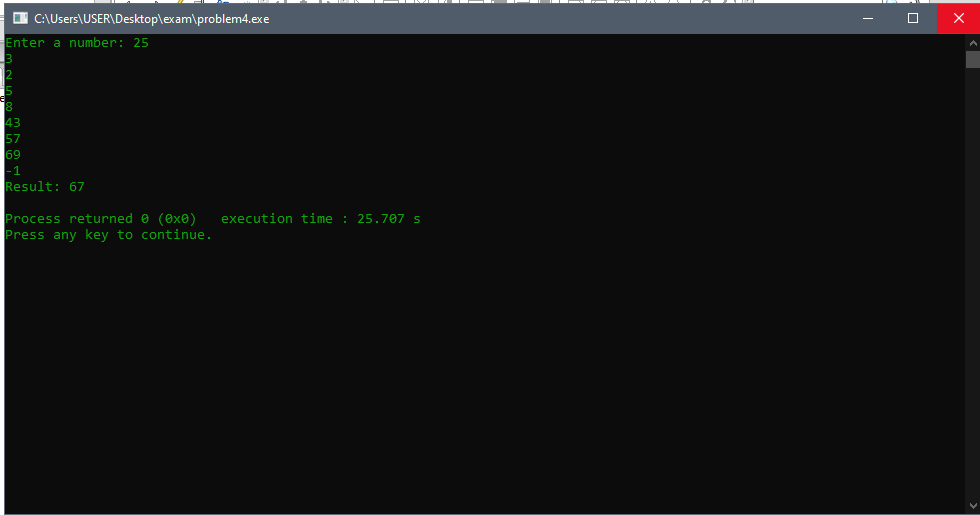 C:\Users\USER\Desktop\exam\problem4.exe
Enter a number: 25
3
2
5
8
43
57
69
-1
Result: 67
Process returned 0 (0x0)   execution time : 25.707 s
Press any key to continue.